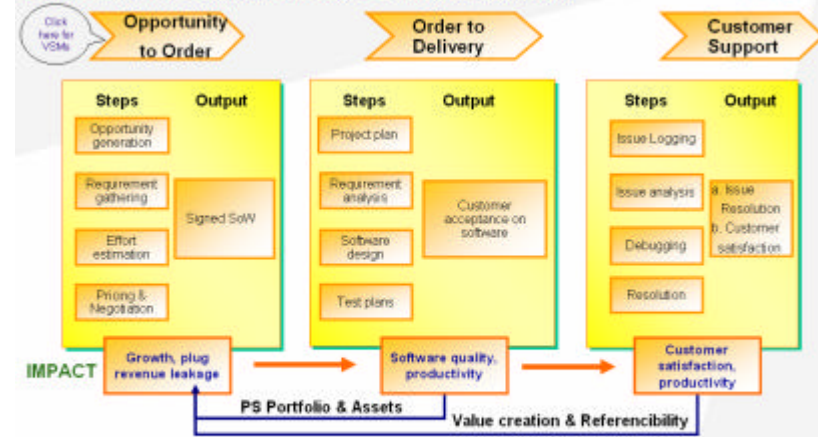 Click
here for
VSMs
Opportunity
to Order
Order to
Delivery
Customer
Support
Steps
Output
Opportunity
generation
Requirement
gathering
Effort
estimation
Pricing &
Negotiation
Signed SoW
Steps
Output
Project plan
Requirement
analysis
Software
design
Test plans
Customer
acceptance on
software
Steps
Output
Issue Logging
Issue analysis
Debugging
Resolution
a. Issue
Resolution
b. Customer
satisfaction
IMPACT
Growth, plug
revenue leakage
Software quality,
productivity
Customer
satisfaction,
productivity
PS Portfolio & Assets
Value creation & Referencibility